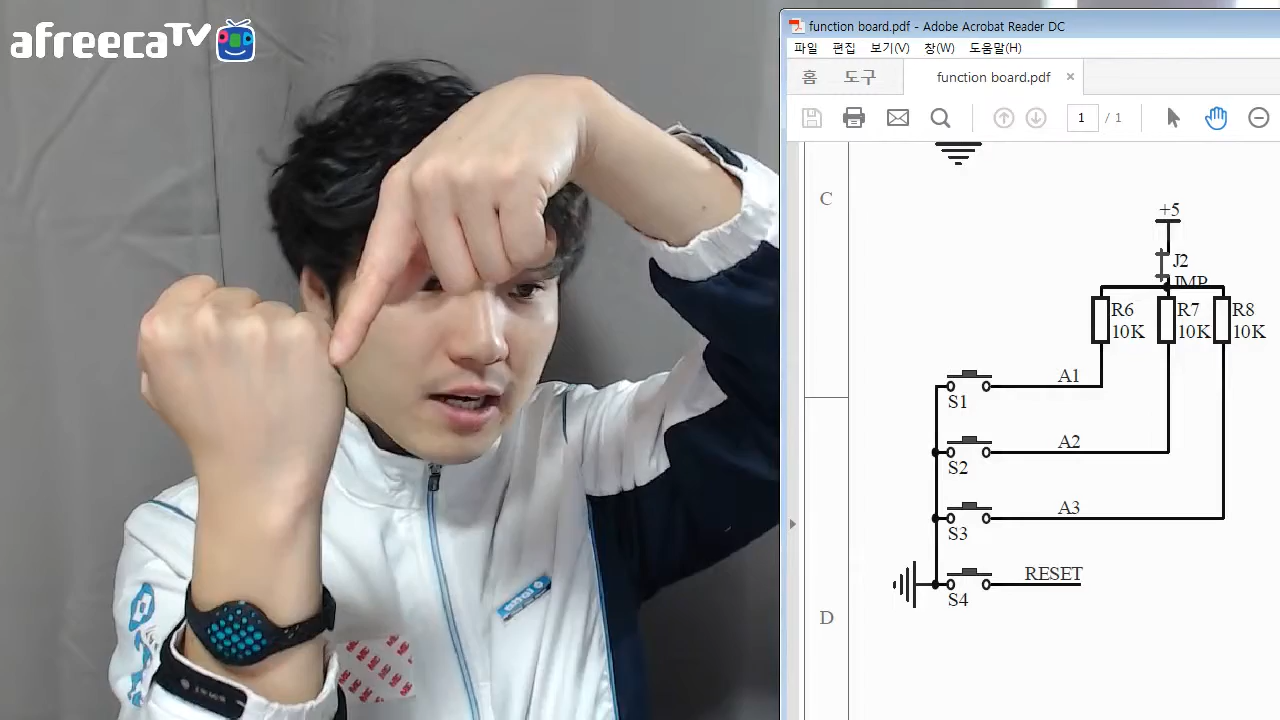 afreecaTV
function board.pdf - Adobe Acrobat Reader DC
파일 편집 보기(V) 창(W) 도움말(H)
홈 도구 function board.pdf ×
1 / 1
C
+5
J2
JMP
R6 R7 R8
10K 10K 10K
A1
S1
A2
S2
A3
S3
RESET
S4
D